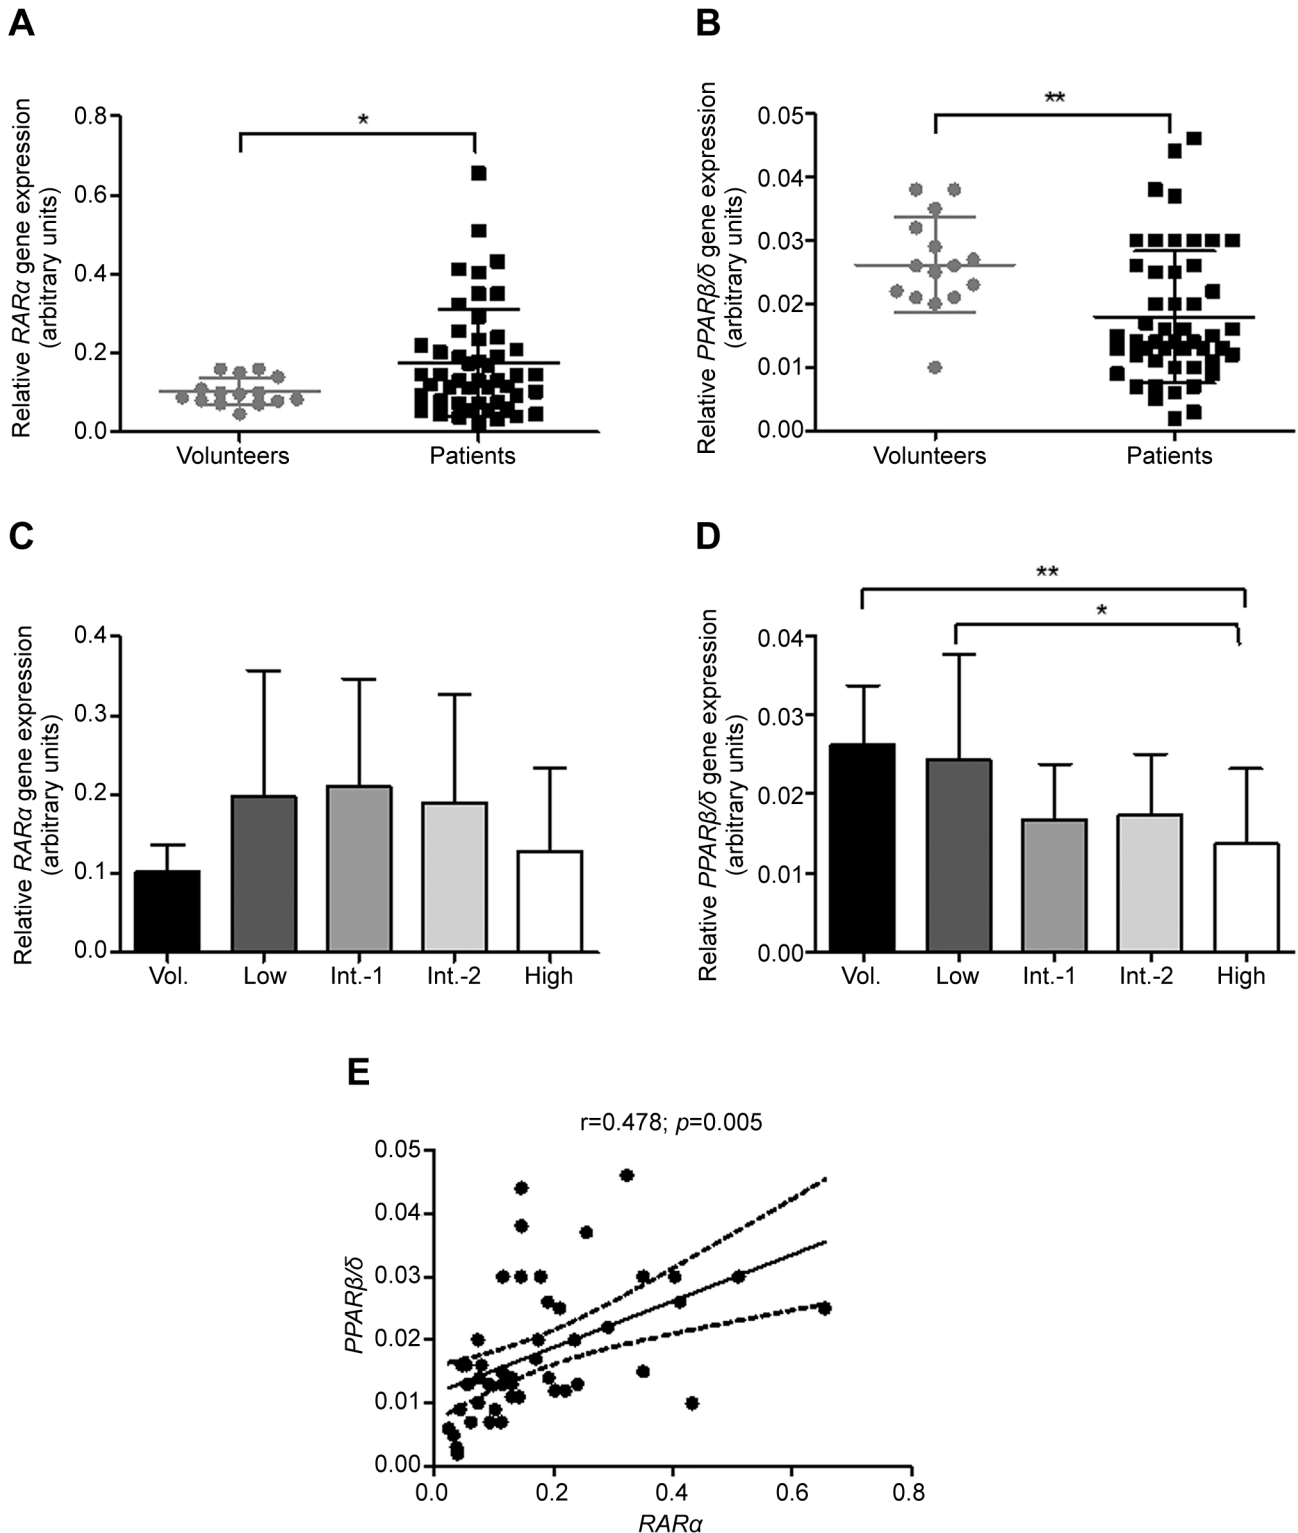 A
B
Relative RARα gene expression
(arbitrary units)
0.8
0.6
0.4
0.2
0.0
*
Volunteers
Patients
Relative PPARβ/δ gene expression
(arbitrary units)
0.05
0.04
0.03
0.02
0.01
0.00
**
Volunteers
Patients
C
D
Relative RARα gene expression
(arbitrary units)
0.4
0.3
0.2
0.1
0.0
Vol.
Low
Int.-1
Int.-2
High
Relative PPARβ/δ gene expression
(arbitrary units)
**
*
0.04
0.03
0.02
0.01
0.00
Vol.
Low
Int.-1
Int.-2
High
E
r=0.478; p=0.005
PPARβ/δ
0.05
0.04
0.03
0.02
0.01
0.00
0.0
0.2
0.4
0.6
0.8
RARα